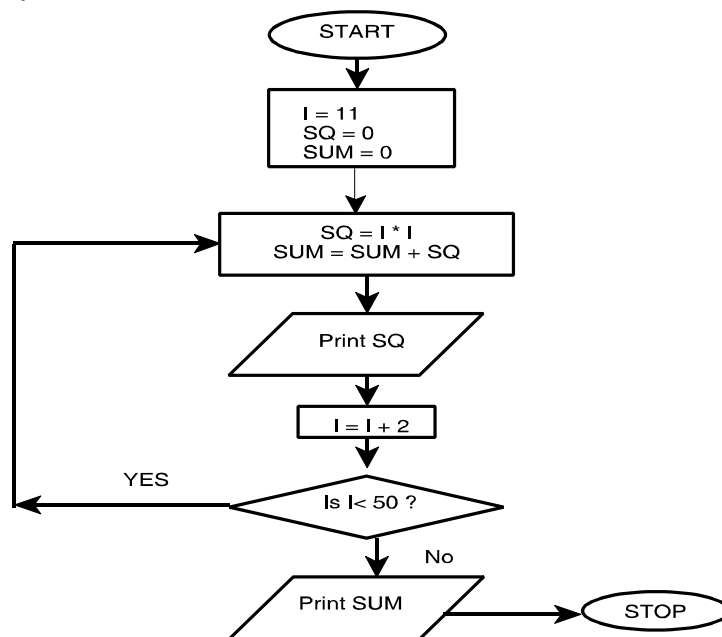 START
I = 11
SQ = 0
SUM = 0
SQ = I * I
SUM = SUM + SQ
Print SQ
I = I + 2
YES
Is I< 50 ?
No
Print SUM
STOP